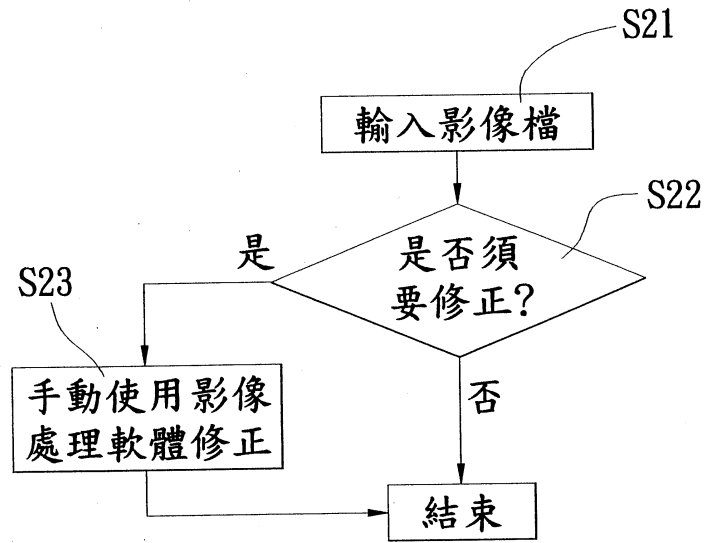 S21
輸入影像檔
S22
是否須
要修正?
是
S23
手動使用影像
處理軟體修正
否
結束